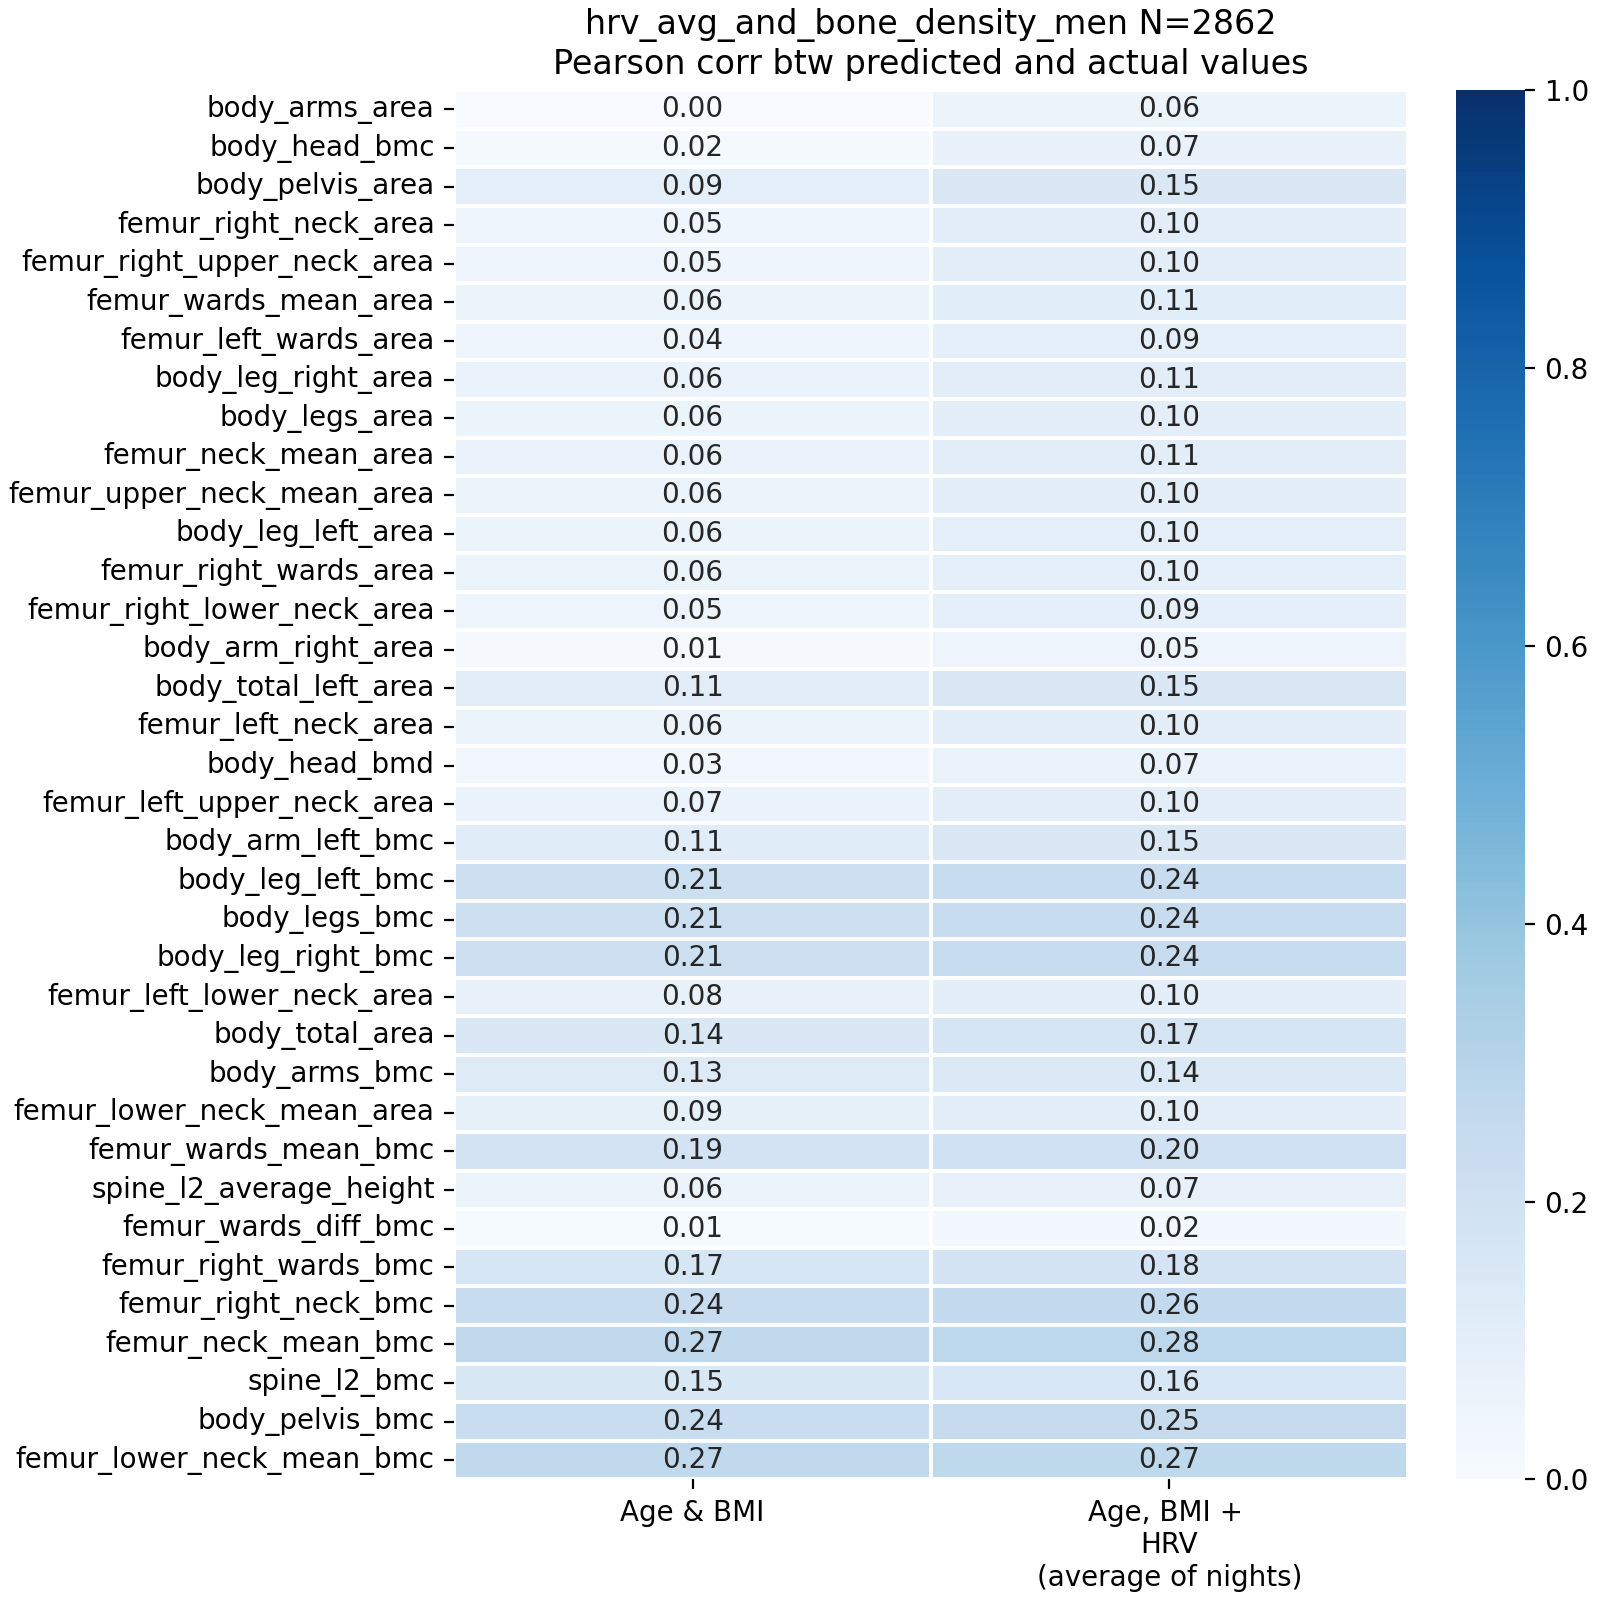 hrv_avg_and_bone_density_men N=2862
Pearson corr btw predicted and actual values
body_arms_area 0.00 0.06
body_head_bmc 0.02 0.07
body_pelvis_area 0.09 0.15
femur_right_neck_area 0.05 0.10
femur_right_upper_neck_area 0.05 0.10
femur_wards_mean_area 0.06 0.11
femur_left_wards_area 0.04 0.09
body_leg_right_area 0.06 0.11
body_legs_area 0.06 0.10
femur_neck_mean_area 0.06 0.11
femur_upper_neck_mean_area 0.06 0.10
body_leg_left_area 0.06 0.10
femur_right_wards_area 0.06 0.10
femur_right_lower_neck_area 0.05 0.09
body_arm_right_area 0.01 0.05
body_total_left_area 0.11 0.15
femur_left_neck_area 0.06 0.10
body_head_bmd 0.03 0.07
femur_left_upper_neck_area 0.07 0.10
body_arm_left_bmc 0.11 0.15
body_leg_left_bmc 0.21 0.24
body_legs_bmc 0.21 0.24
body_leg_right_bmc 0.21 0.24
femur_left_lower_neck_area 0.08 0.10
body_total_area 0.14 0.17
body_arms_bmc 0.13 0.14
femur_lower_neck_mean_area 0.09 0.10
femur_wards_mean_bmc 0.19 0.20
spine_l2_average_height 0.06 0.07
femur_wards_diff_bmc 0.01 0.02
femur_right_wards_bmc 0.17 0.18
femur_right_neck_bmc 0.24 0.26
femur_neck_mean_bmc 0.27 0.28
spine_l2_bmc 0.15 0.16
body_pelvis_bmc 0.24 0.25
femur_lower_neck_mean_bmc 0.27 0.27
Age & BMI
Age, BMI +
HRV
(average of nights)
1.0
0.8
0.6
0.4
0.2
0.0